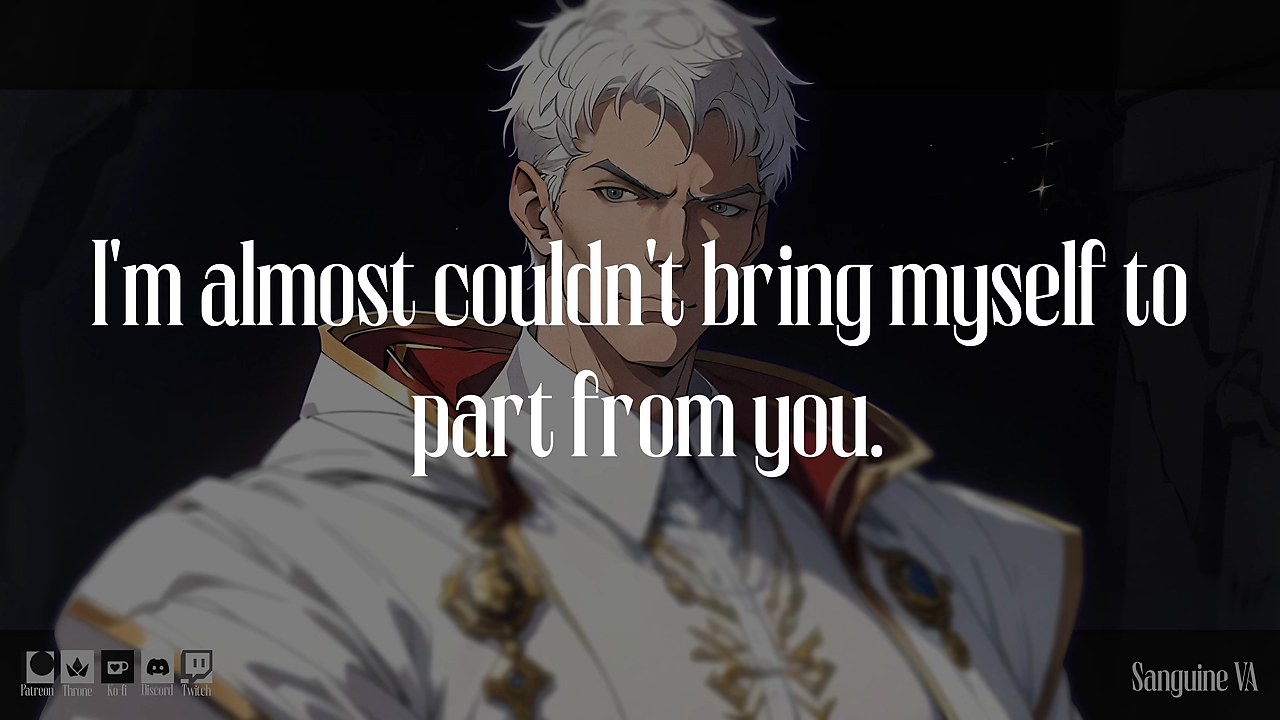 I'm almost couldn't bring myself to
part from you.
Patreon Throne Ko-fi Discord Twitch
Sanguine VA